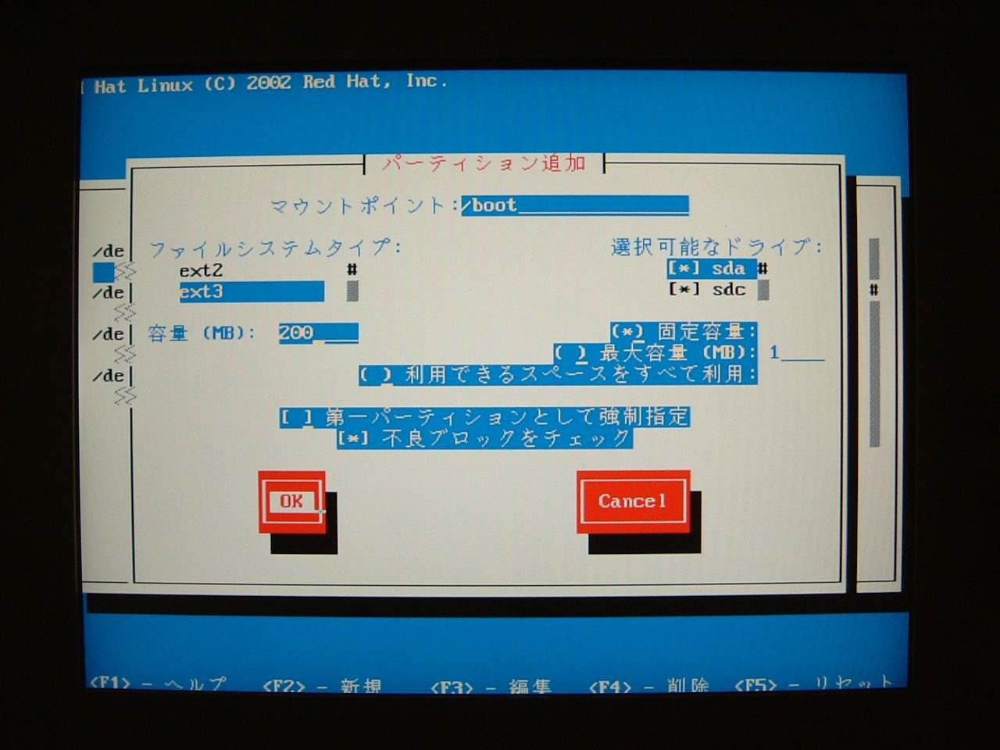 Hat Linux (C) 2002 Red Hat, Inc.
パーティション追加
マウントポイント:/boot
/de ファイルシステムタイプ: 選択可能なドライブ:
ext2 # [*] sda #
/de ext3 [*] sdc #
/de 容量 (MB): 200 (*) 固定容量:
( ) 最大容量 (MB): 1
/de ( ) 利用できるスペースをすべて利用:
[ ] 第一パーティションとして強制指定
[*] 不良ブロックをチェック
OK Cancel
<F1> - ヘルプ <F2> - 新規 <F3> - 編集 <F4> - 削除 <F5> - リセット